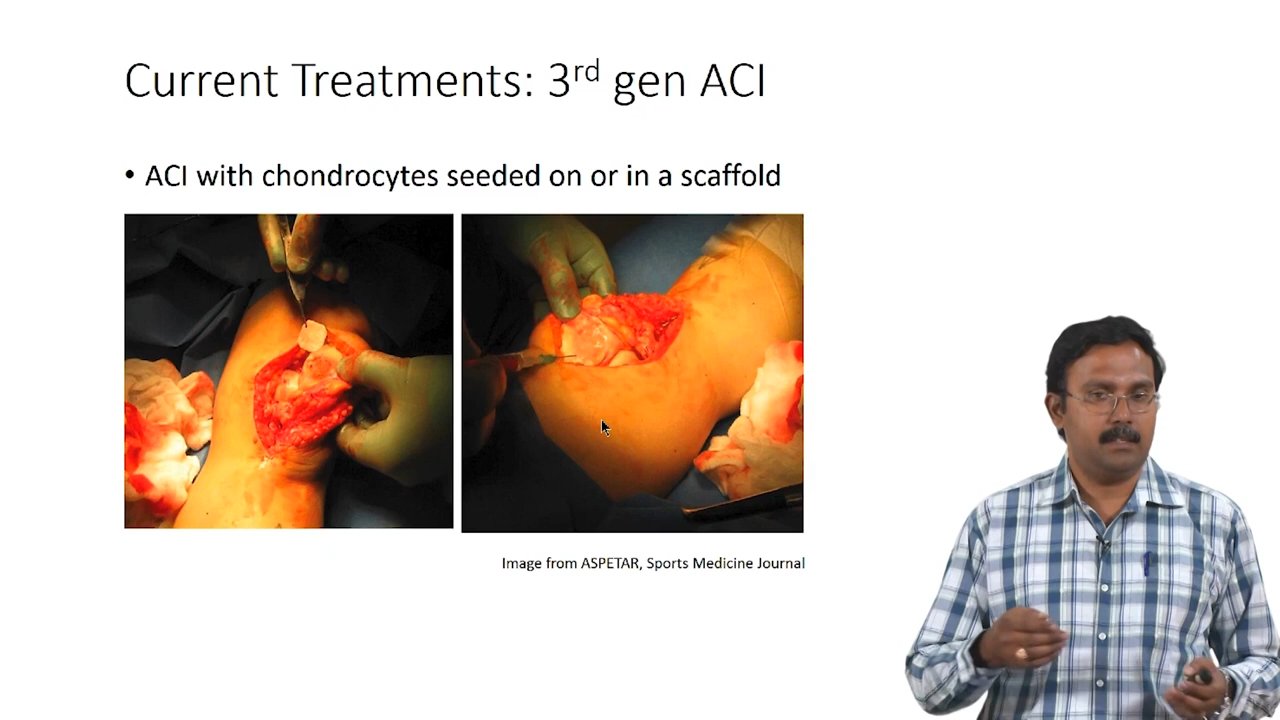 Current Treatments: 3rd gen ACI
• ACI with chondrocytes seeded on or in a scaffold
Image from ASPETAR, Sports Medicine Journal